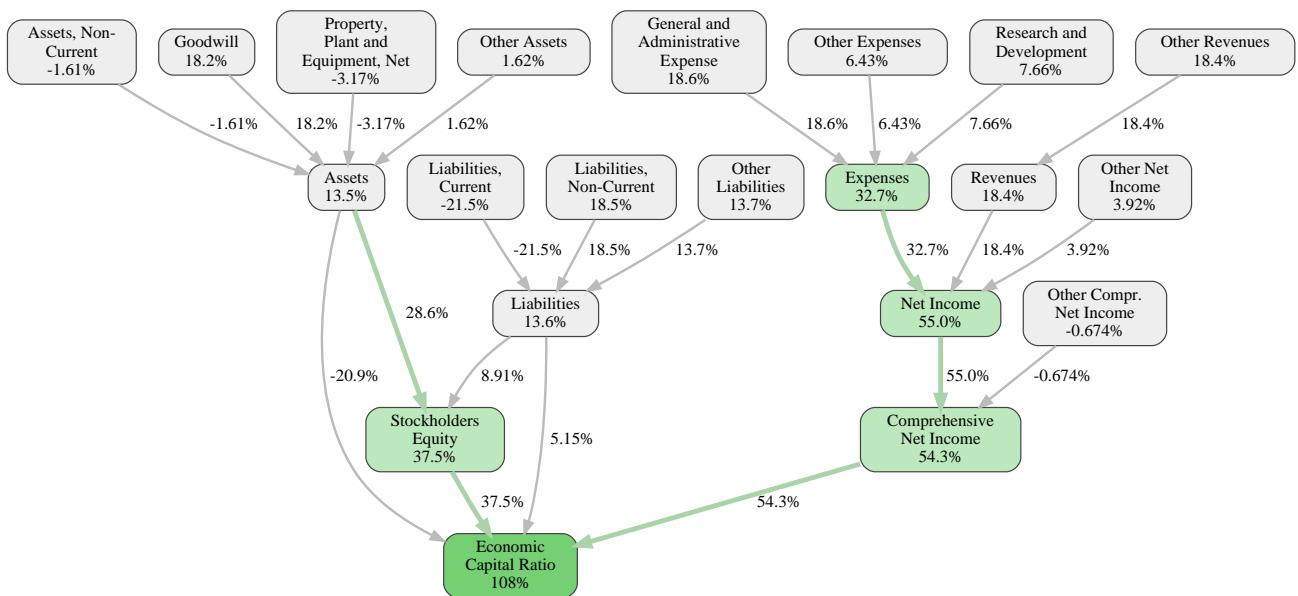 Assets, Non-
Current
-1.61%
Goodwill
18.2%
Property,
Plant and
Equipment, Net
-3.17%
Other Assets
1.62%
General and
Administrative
Expense
18.6%
Other Expenses
6.43%
Research and
Development
7.66%
Other Revenues
18.4%
-1.61%
18.2%
-3.17%
1.62%
18.6%
6.43%
7.66%
18.4%
Assets
13.5%
Liabilities,
Current
-21.5%
Liabilities,
Non-Current
18.5%
Other
Liabilities
13.7%
Expenses
32.7%
Revenues
18.4%
Other Net
Income
3.92%
-21.5%
18.5%
13.7%
32.7%
18.4%
3.92%
28.6%
Liabilities
13.6%
Net Income
55.0%
Other Compr.
Net Income
-0.674%
-20.9%
8.91%
55.0%
-0.674%
Stockholders
Equity
37.5%
5.15%
Comprehensive
Net Income
54.3%
37.5%
54.3%
Economic
Capital Ratio
108%